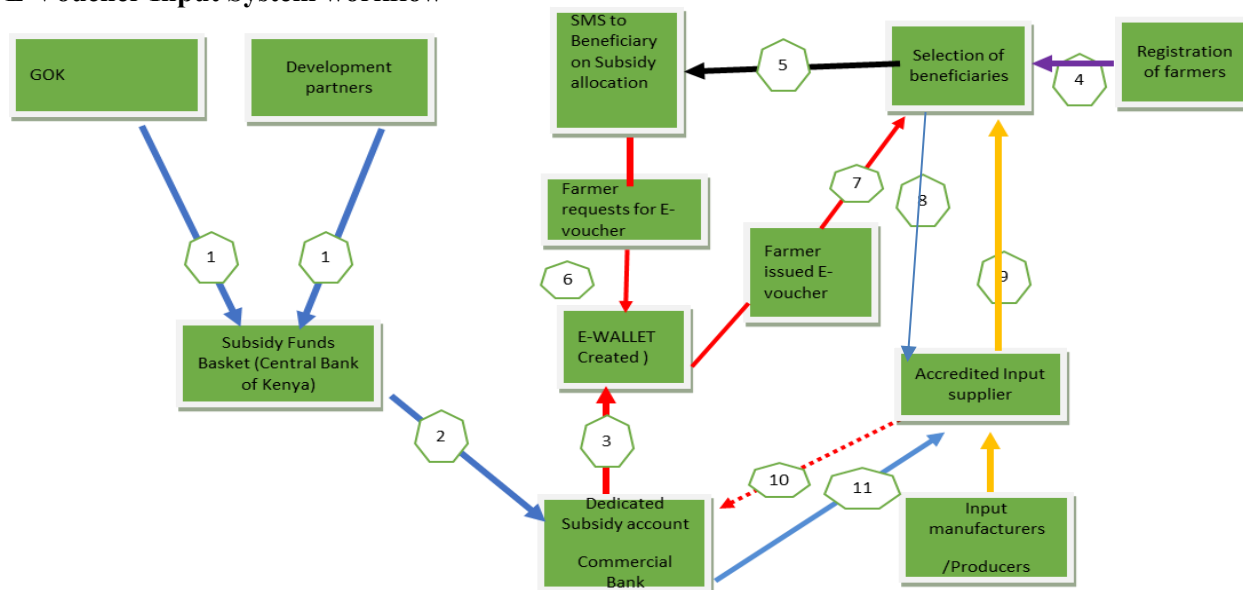 E-Voucher Input System workflow
GOK
Development
partners
SMS to
Beneficiary
on Subsidy
allocation
5
Selection of
beneficiaries
4
Registration
of farmers
Farmer
requests for E-
voucher
7
8
1
1
6
Farmer
issued E-
voucher
9
Subsidy Funds
Basket (Central Bank
of Kenya)
E-WALLET
Created )
Accredited Input
supplier
2
3
10
11
Dedicated
Subsidy account
Commercial
Bank
Input
manufacturers
/Producers